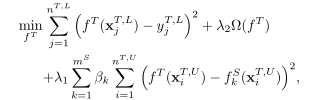 \min_{f^T} \sum_{j=1}^{n^{T,L}} \left( f^T(\mathbf{x}_j^{T,L}) - y_j^{T,L} \right)^2 + \lambda_2 \Omega(f^T)
+ \lambda_1 \sum_{k=1}^{m^S} \beta_k \sum_{i=1}^{n^{T,U}} \left( f^T(\mathbf{x}_i^{T,U}) - f_k^S(\mathbf{x}_i^{T,U}) \right)^2,